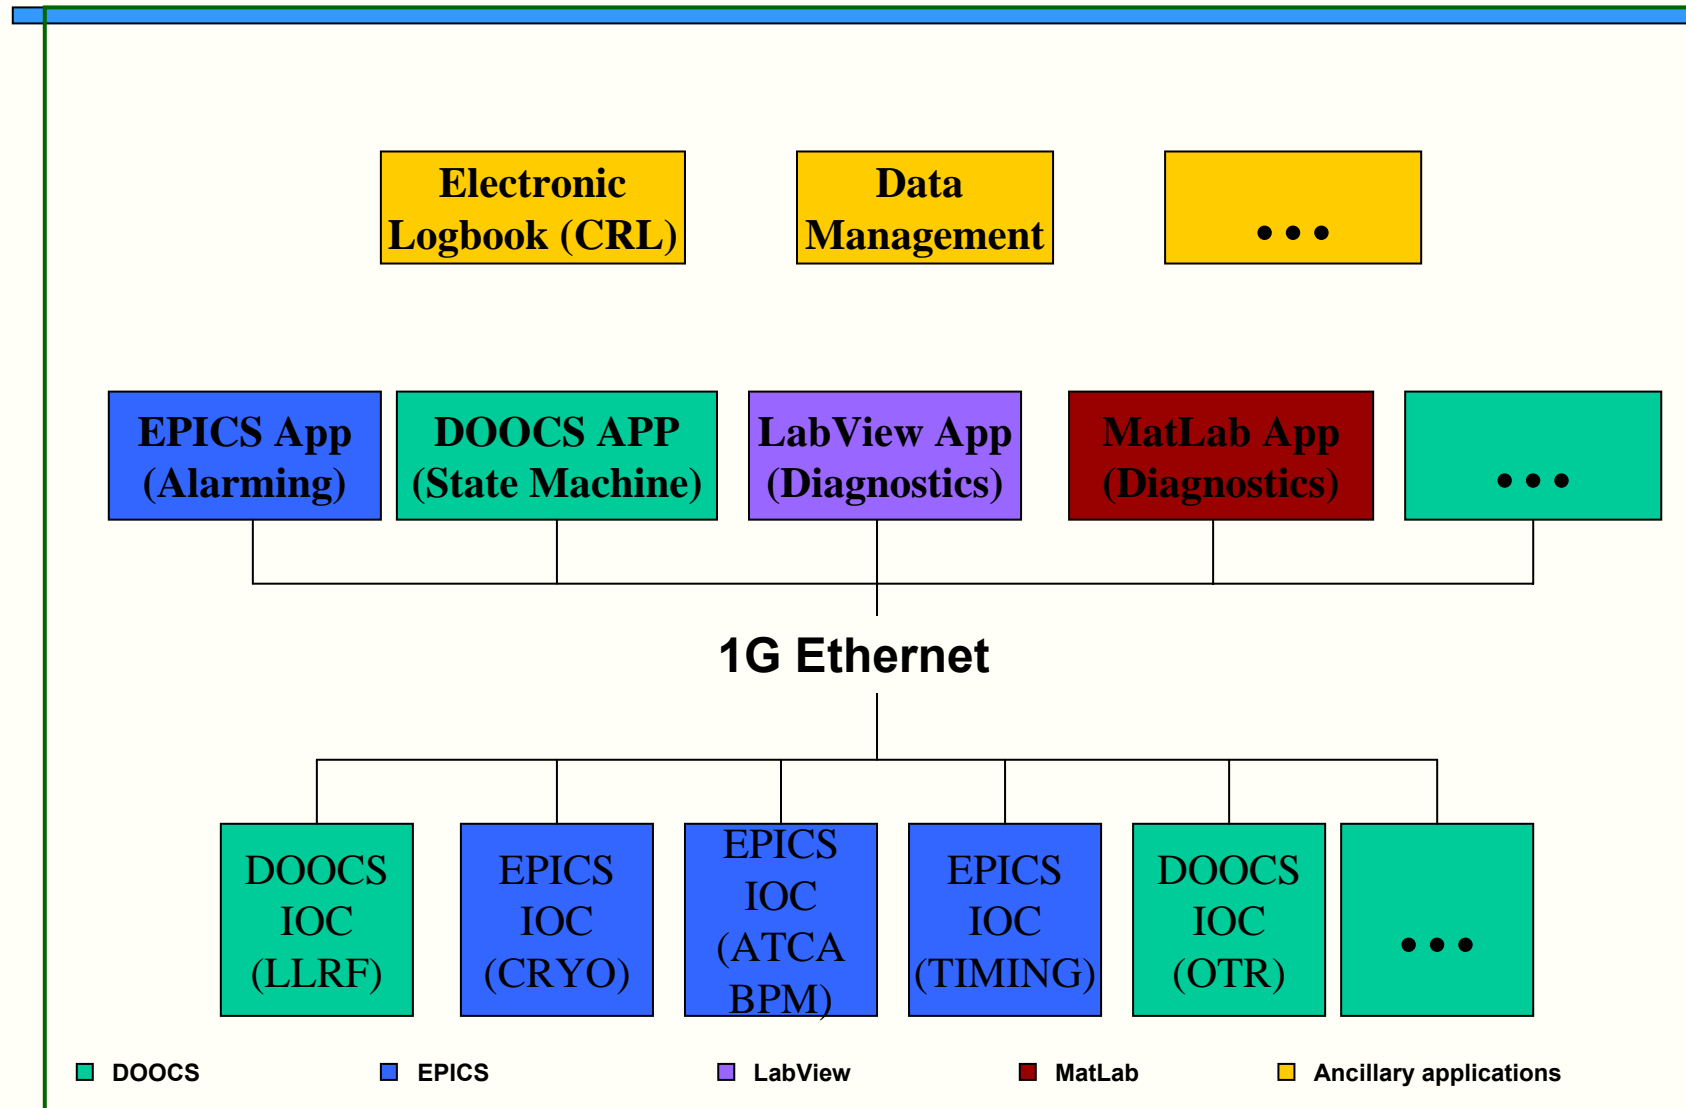 Electronic
Logbook (CRL)
Data
Management
...
EPICS App
(Alarming)
DOOCS APP
(State Machine)
LabView App
(Diagnostics)
MatLab App
(Diagnostics)
...
1G Ethernet
DOOCS
IOC
(LLRF)
EPICS
IOC
(CRYO)
EPICS
IOC
(ATCA
BPM)
EPICS
IOC
(TIMING)
DOOCS
IOC
(OTR)
...
DOOCS
EPICS
LabView
MatLab
Ancillary applications